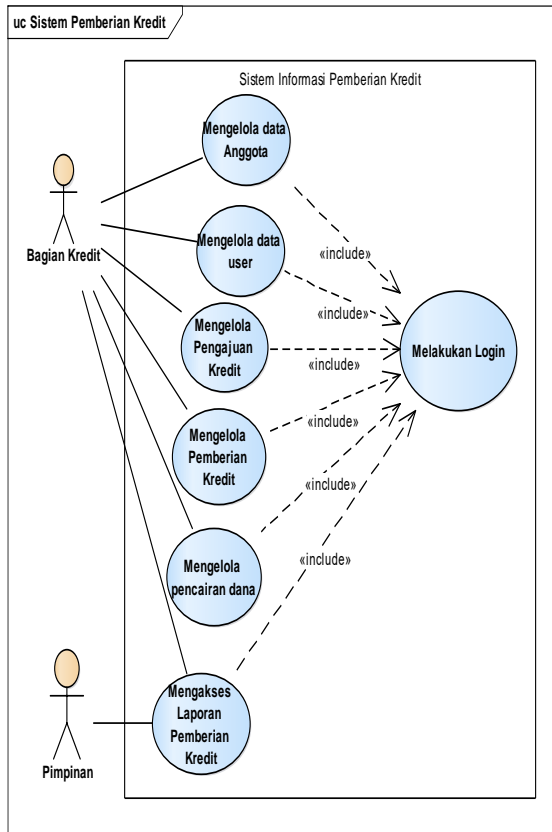 uc Sistem Pemberian Kredit
Sistem Informasi Pemberian Kredit
Mengelola data
Anggota
Bagian Kredit
Mengelola data
user
«include»
«include»
Mengelola
Pengajuan
Kredit
«include»
Melakukan Login
Mengelola
Pemberian
Kredit
«include»
«include»
Mengelola
pencairan dana
«include»
Mengakses
Laporan
Pemberian
Kredit
Pimpinan